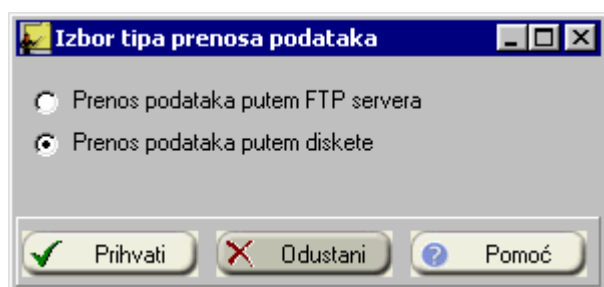 Izbor tipa prenosa podataka
Prenos podataka putem FTP servera
Prenos podataka putem diskete
Prihvati Odustani Pomoć